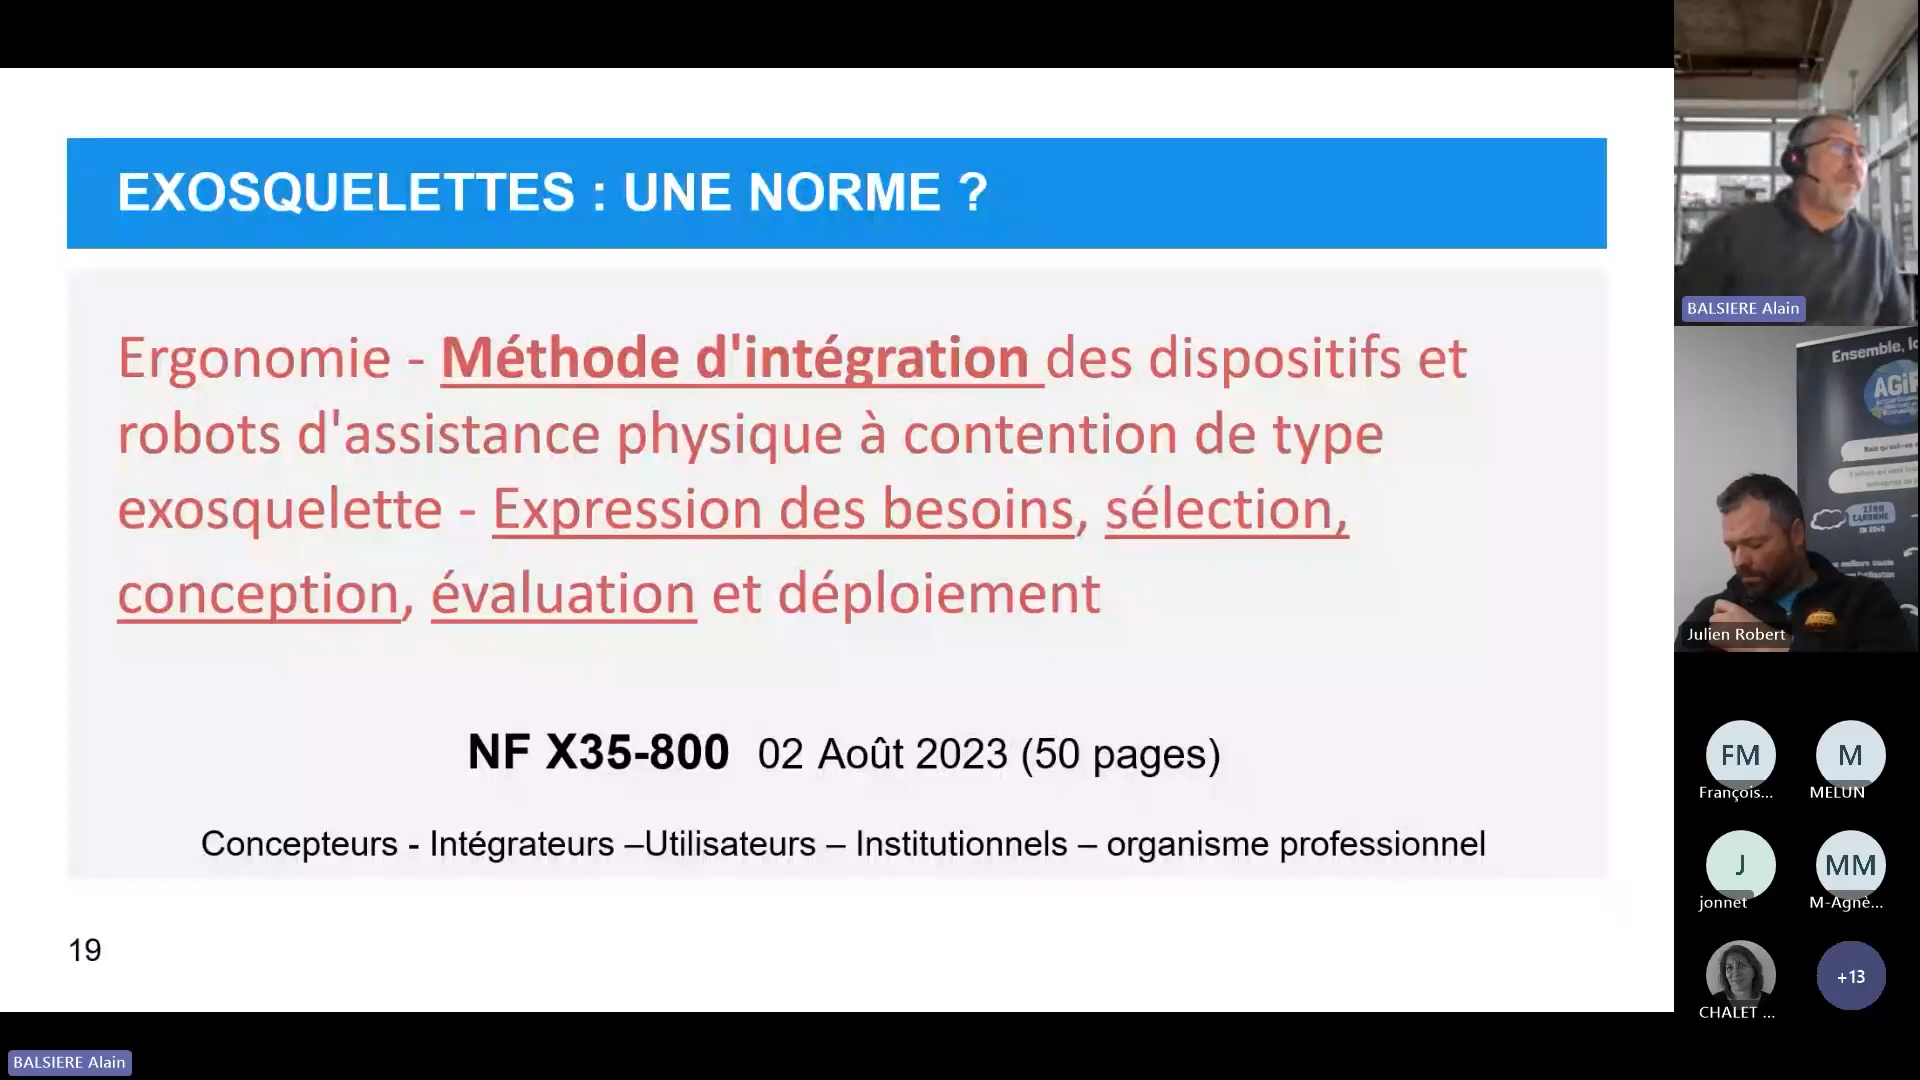 EXOSQUELETTES : UNE NORME ?
Ergonomie - Méthode d'intégration des dispositifs et
robots d'assistance physique à contention de type
exosquelette - Expression des besoins, sélection,
conception, évaluation et déploiement
NF X35-800 02 Août 2023 (50 pages)
Concepteurs - Intégrateurs –Utilisateurs – Institutionnels – organisme professionnel
19
BALSIERE Alain
BALSIERE Alain
Ensemble,
ZÉRO
CARBONE
Julien Robert
FM
François...
M
MELUN
J
jonnet
MM
M-Agnè...
CHALET ...
+13